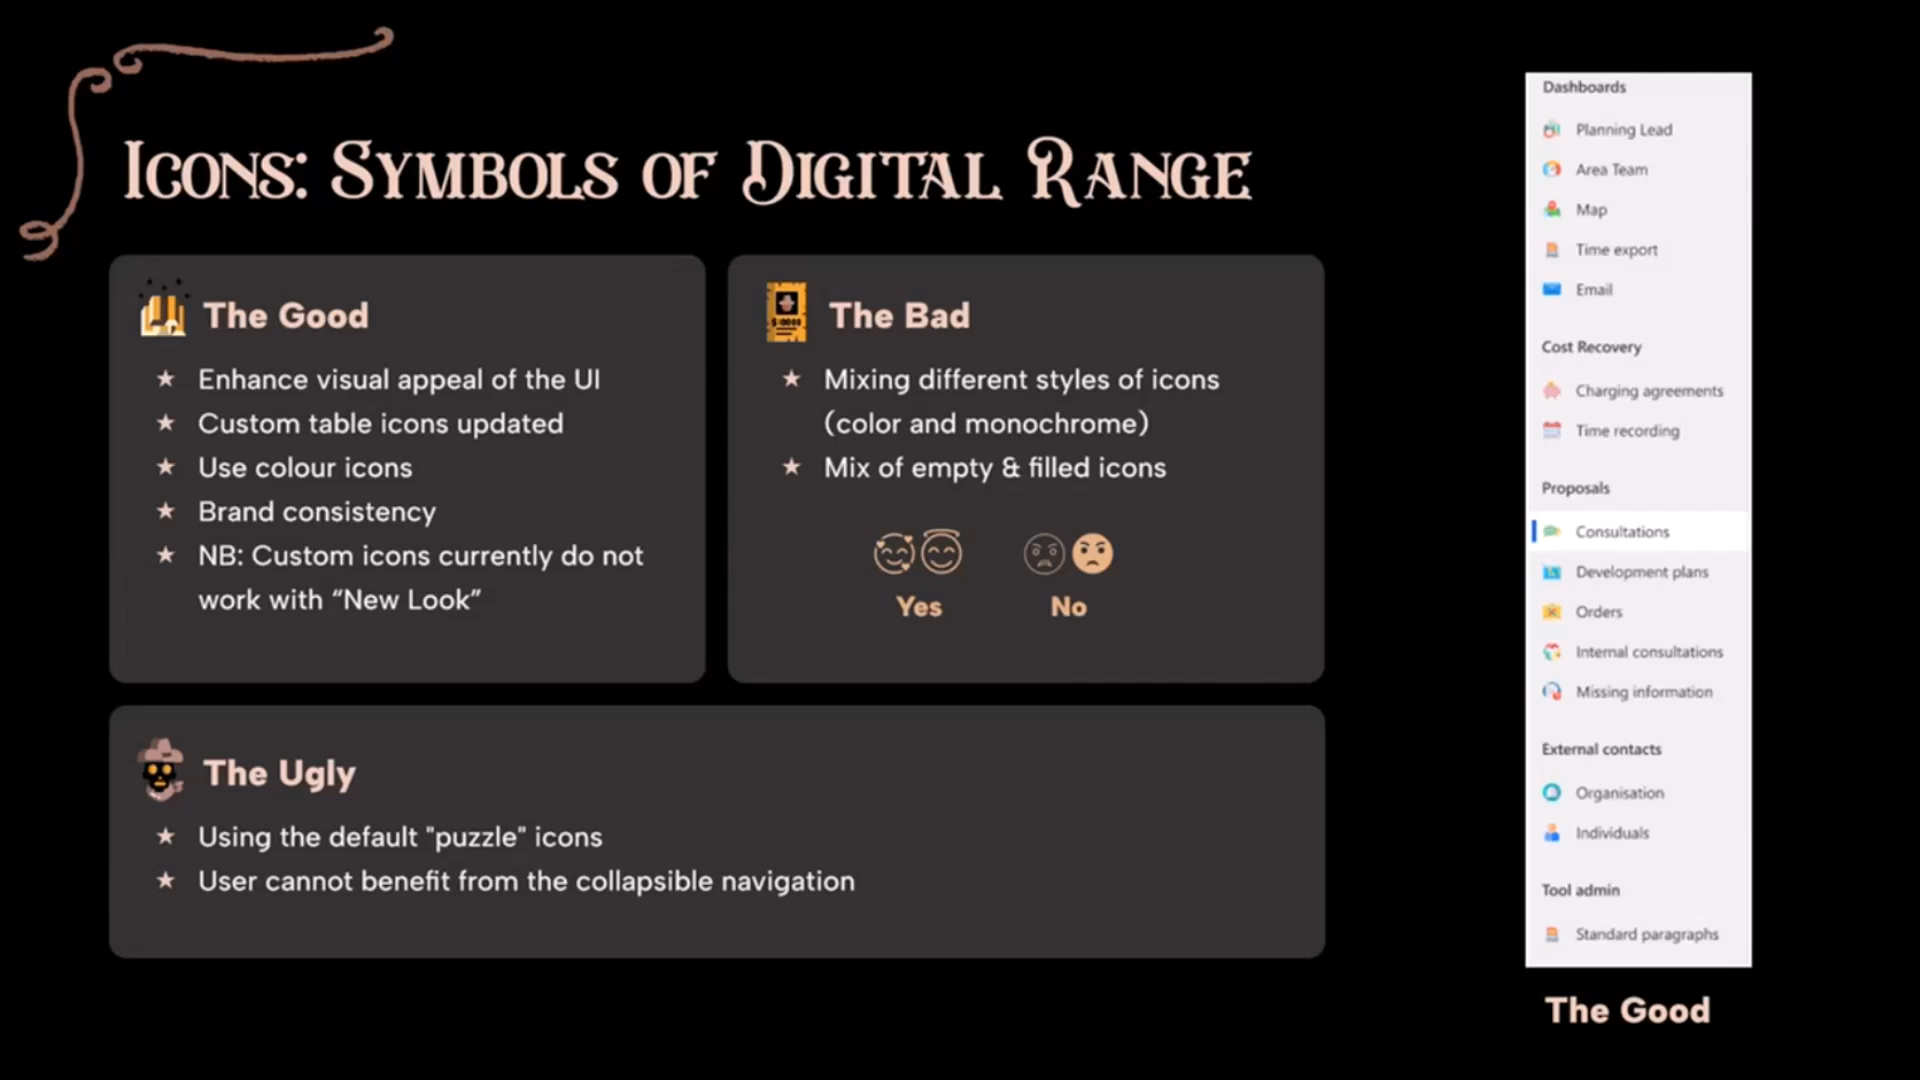 Icons: Symbols of Digital Range
The Good
Enhance visual appeal of the UI
Custom table icons updated
Use colour icons
Brand consistency
NB: Custom icons currently do not
work with “New Look”
The Bad
Mixing different styles of icons
(color and monochrome)
Mix of empty & filled icons
Yes
No
The Ugly
Using the default "puzzle" icons
User cannot benefit from the collapsible navigation
Dashboards
Planning Lead
Area Team
Map
Time export
Email
Cost Recovery
Charging agreements
Time recording
Proposals
Consultations
Development plans
Orders
Internal consultations
Missing information
External contacts
Organisation
Individuals
Tool admin
Standard paragraphs
The Good